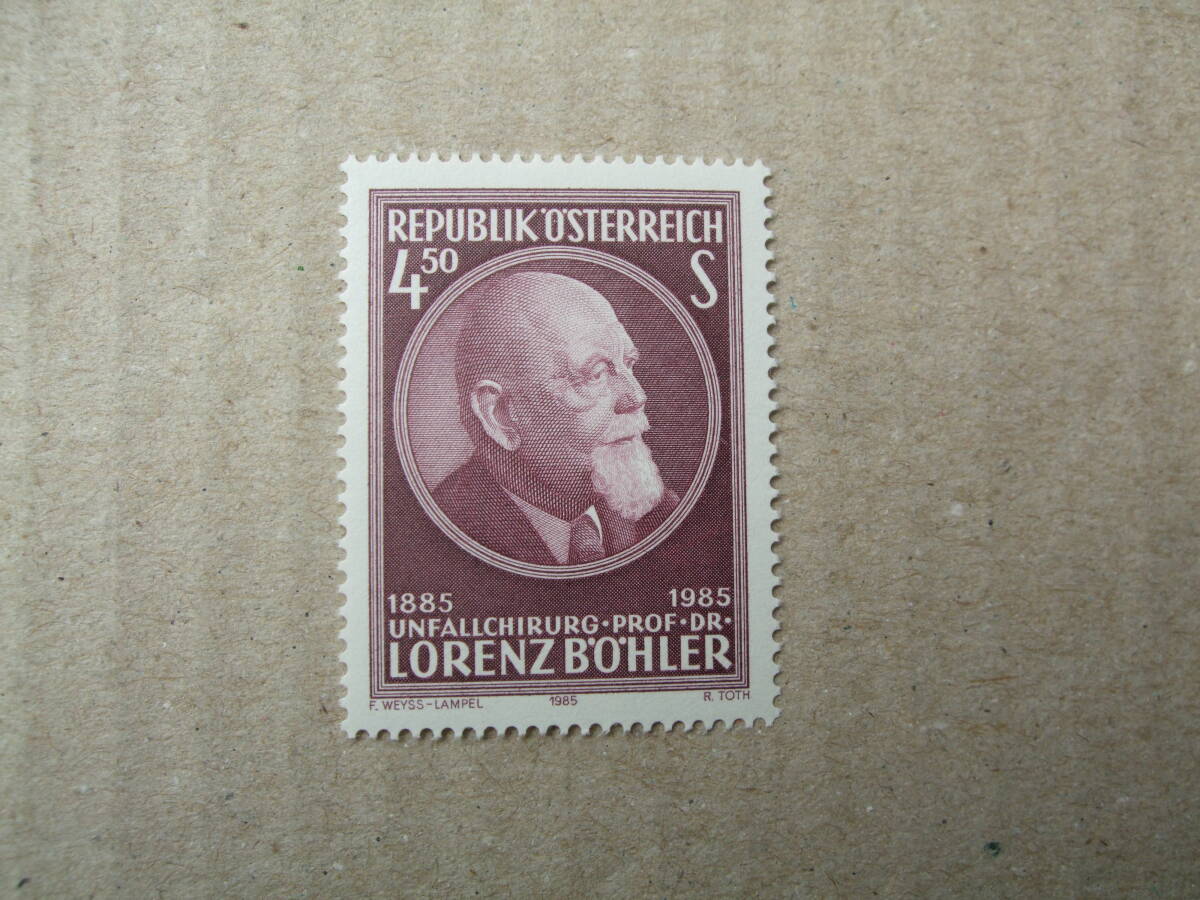 REPUBLIK ÖSTERREICH
4 50 S
1885 1985
UNFALLCHIRURG·PROF·DR·
LORENZ BÖHLER
F. WEYSS-LAMPEL 1985 R. TOTH